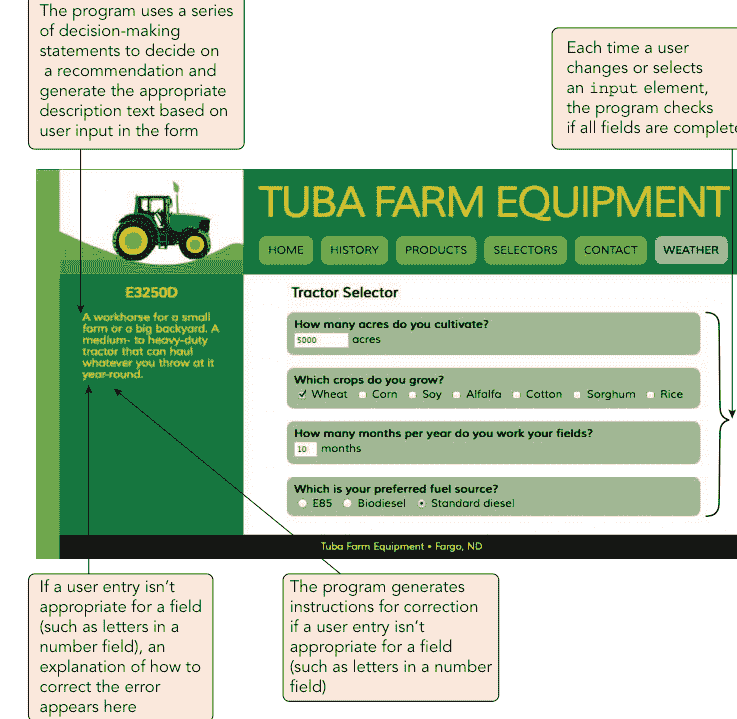 The program uses a series
of decision-making
statements to decide on
a recommendation and
generate the appropriate
description text based on
user input in the form
Each time a user
changes or selects
an input element,
the program checks
if all fields are complete
TUBA FARM EQUIPMENT
HOME HISTORY PRODUCTS SELECTORS CONTACT WEATHER
E3250D
A workhorse for a small
farm or a big backyard. A
medium- to heavy-duty
tractor that can haul
whatever you throw at it
year-round.
Tractor Selector
How many acres do you cultivate?
5000 acres
Which crops do you grow?
Wheat Corn Soy Alfalfa Cotton Sorghum Rice
How many months per year do you work your fields?
10 months
Which is your preferred fuel source?
E85 Biodiesel Standard diesel
Tuba Farm Equipment • Fargo, ND
If a user entry isn't
appropriate for a field
(such as letters in a
number field), an
explanation of how to
correct the error
appears here
The program generates
instructions for correction
if a user entry isn't
appropriate for a field
(such as letters in a number
field)